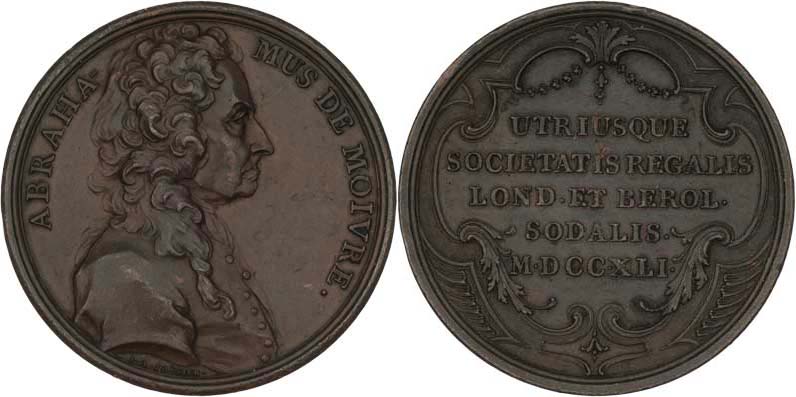 ABRAHA-
MUS DE MOIVRE.
UTRIUSQUE
SOCIETATIS REGALIS
LOND·ET BEROL.
SODALIS.
M·DCCXLI·